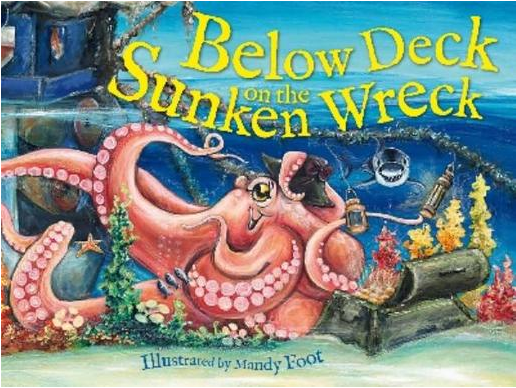 Below Deck
on the
Sunken Wreck
Illustrated by Mandy Foot